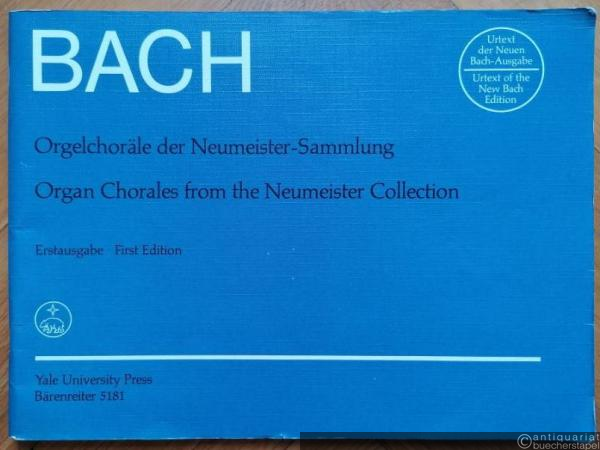 BACH
Urtext
der Neuen
Bach-Ausgabe
Urtext of the
New Bach
Edition
Orgelchoräle der Neumeister-Sammlung
Organ Chorales from the Neumeister Collection
Erstausgabe First Edition
Yale University Press
Bärenreiter 5181
©antiquariat
buecherstapel